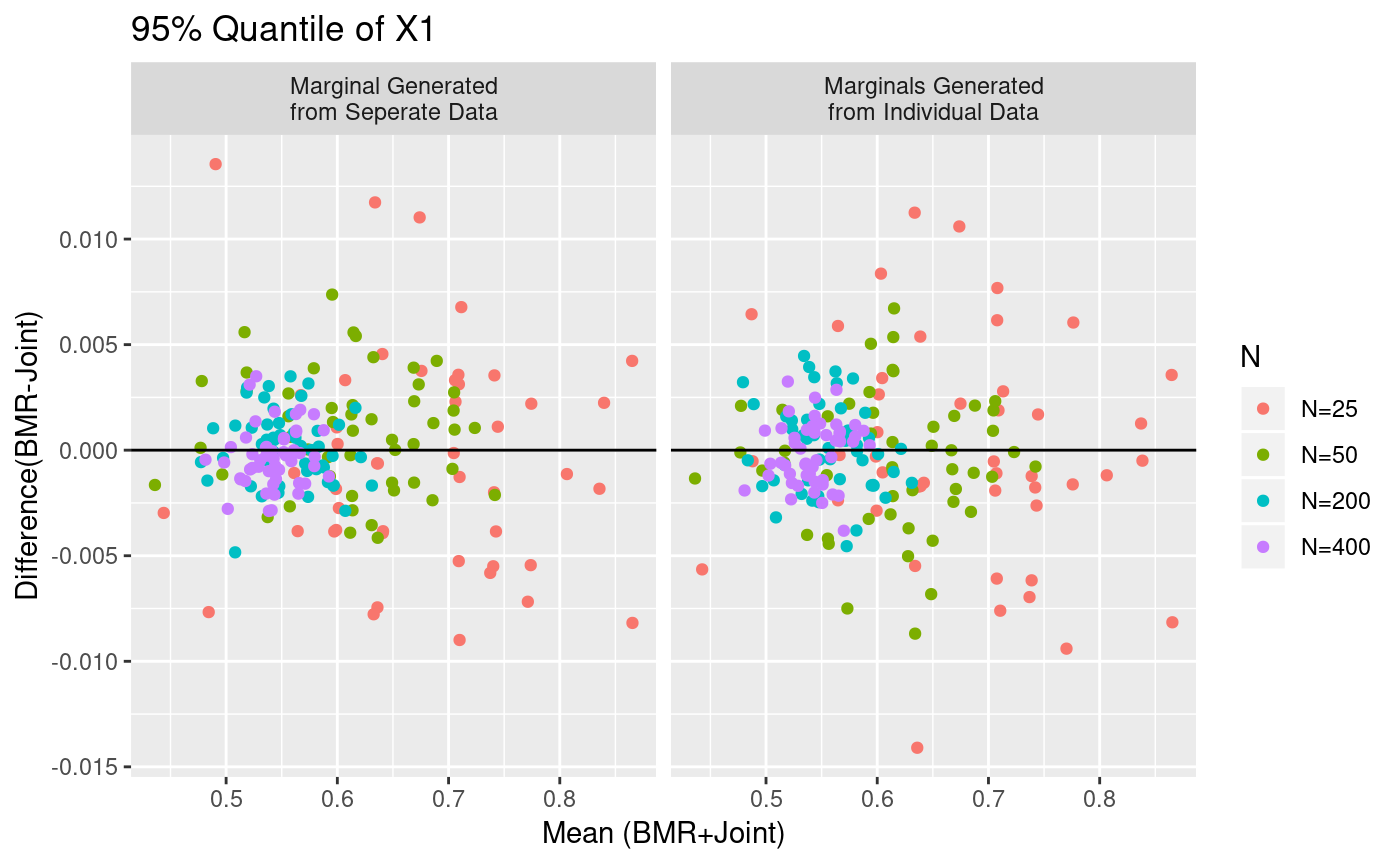 95% Quantile of X1
Marginal Generated
from Seperate Data
Marginals Generated
from Individual Data
Difference(BMR-Joint)
0.010
0.005
0.000
-0.005
-0.010
-0.015
0.5 0.6 0.7 0.8
0.5 0.6 0.7 0.8
Mean (BMR+Joint)
N
N=25
N=50
N=200
N=400